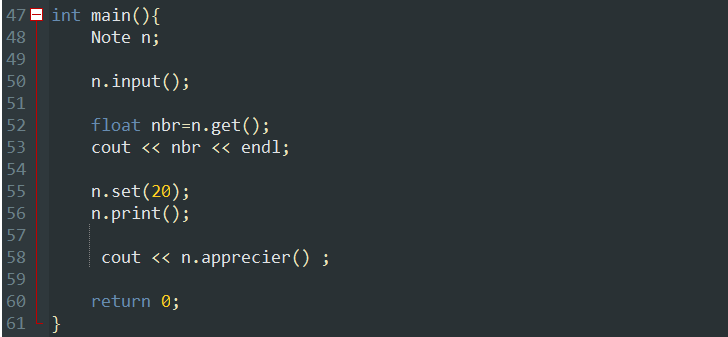 47 int main(){
48 Note n;
49
50 n.input();
51
52 float nbr=n.get();
53 cout << nbr << endl;
54
55 n.set(20);
56 n.print();
57
58 cout << n.apprecier() ;
59
60 return 0;
61 }